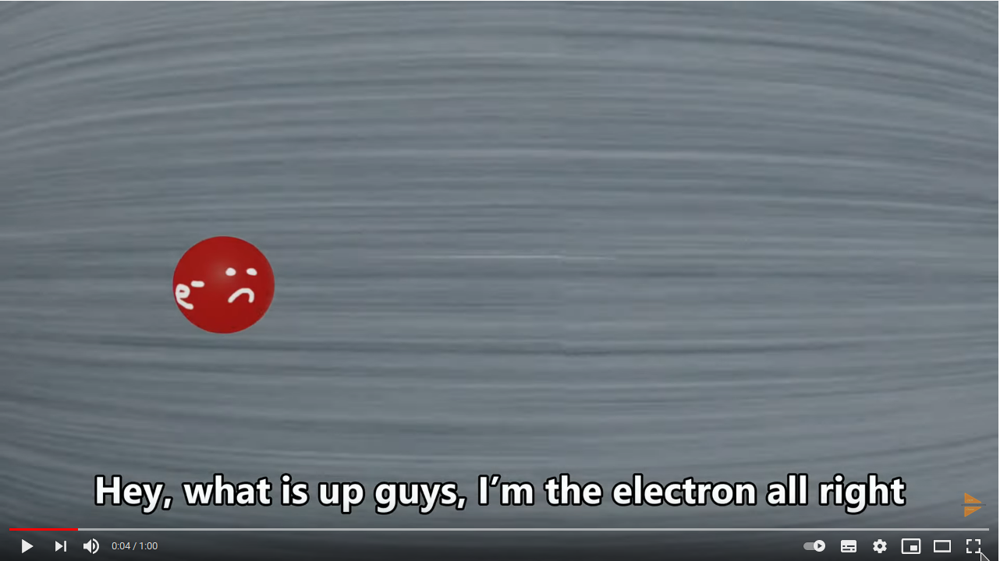 e-
Hey, what is up guys, I’m the electron all right
0:04 / 1:00